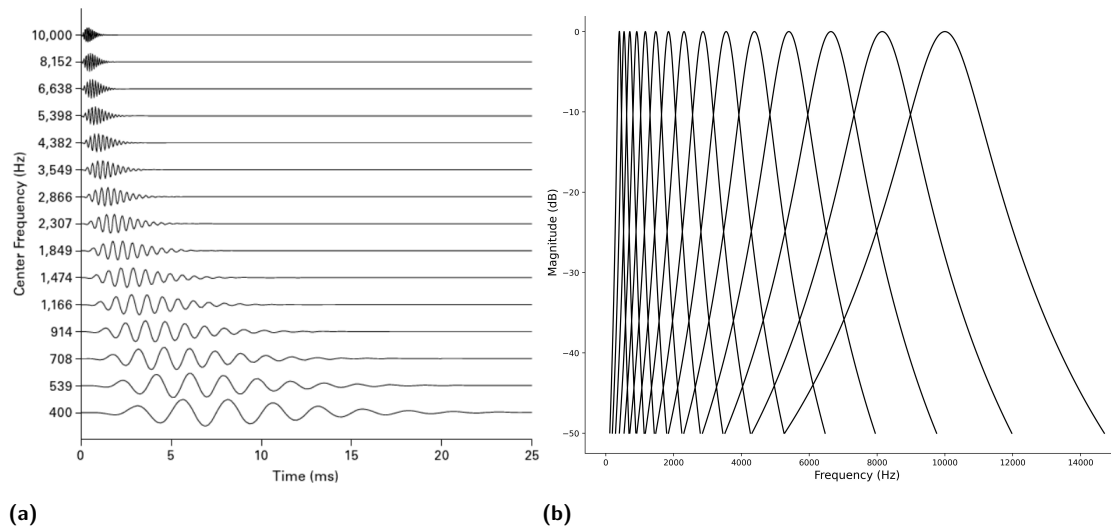 Center Frequency (Hz)
10,000
8,152
6,638
5,398
4,382
3,549
2,866
2,307
1,849
1,474
1,166
914
708
539
400
0 5 10 15 20 25
Time (ms)
(a)
Magnitude (dB)
0
−10
−20
−30
−40
−50
0 2000 4000 6000 8000 10000 12000 14000
Frequency (Hz)
(b)